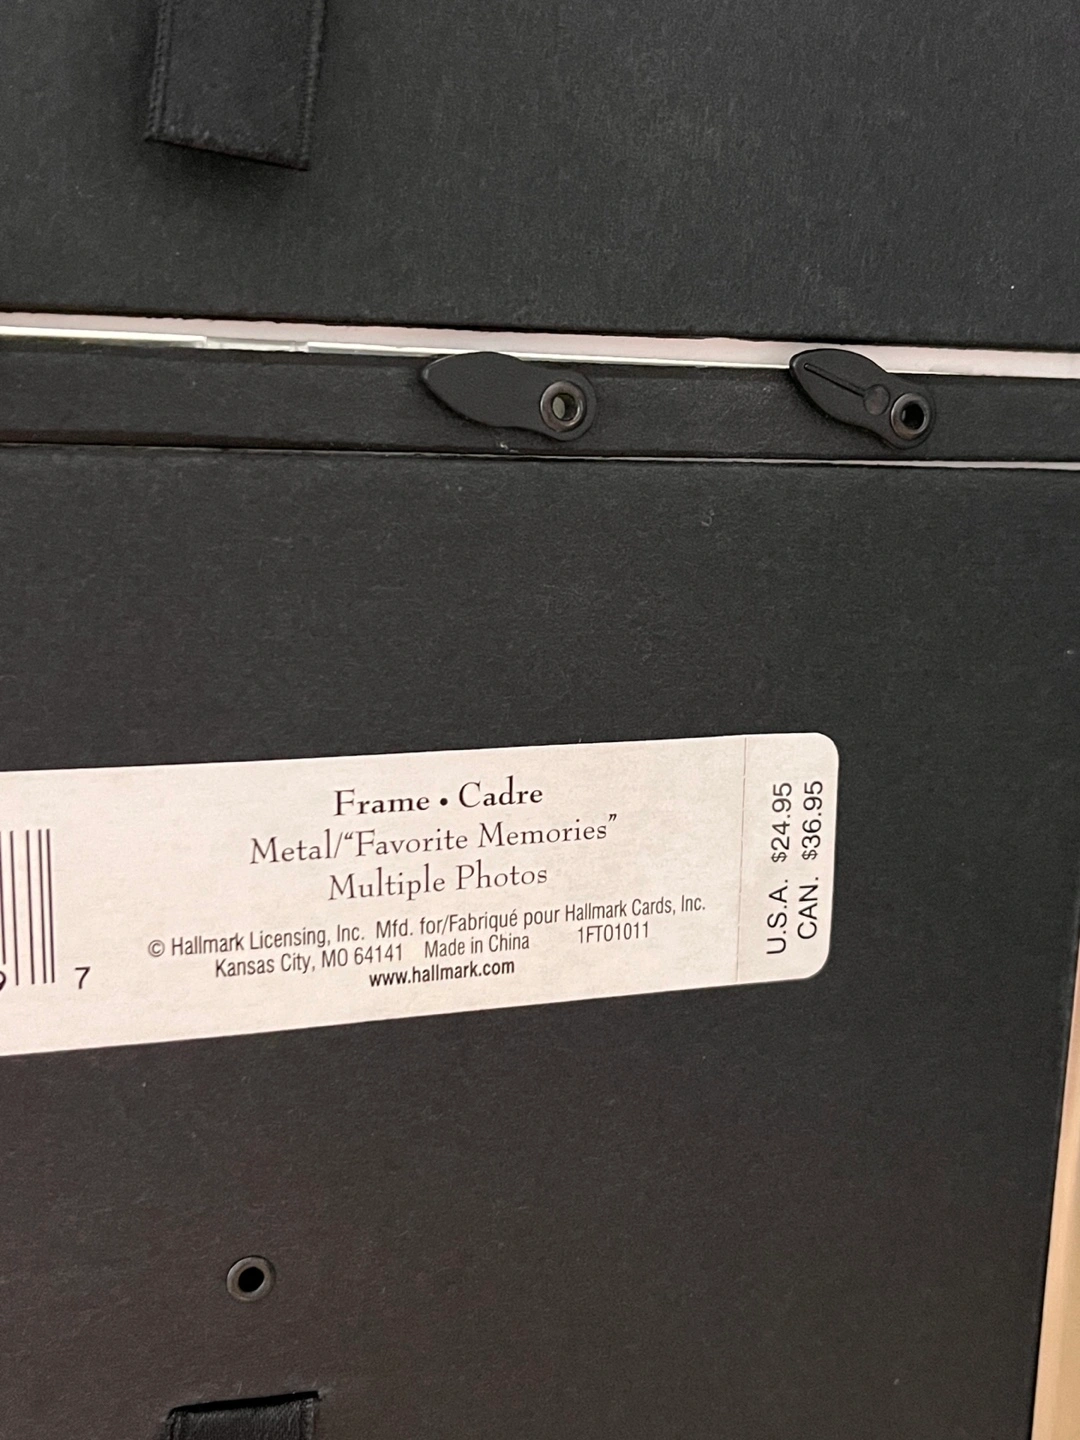 Frame • Cadre
Metal/“Favorite Memories”
Multiple Photos
© Hallmark Licensing, Inc. Mfd. for/Fabriqué pour Hallmark Cards, Inc.
Kansas City, MO 64141 Made in China 1FTO1011
www.hallmark.com
7
U.S.A. $24.95
CAN. $36.95